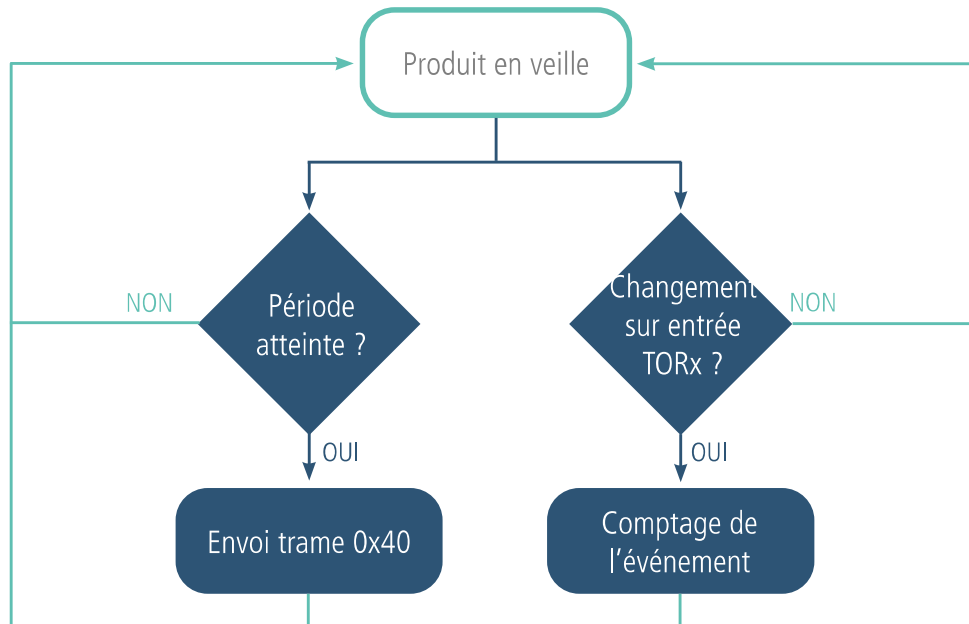 Produit en veille
NON
Période
atteinte ?
Changement
sur entrée
TORx ?
NON
OUI
OUI
Envoi trame 0x40
Comptage de
l’événement